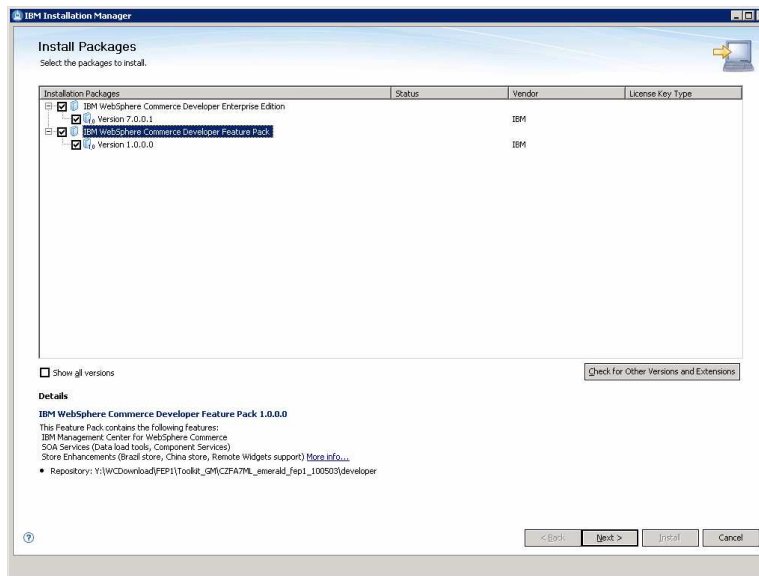 IBM Installation Manager
Install Packages
Select the packages to install.
Installation Packages Status Vendor License Key Type
IBM WebSphere Commerce Developer Enterprise Edition
Version 7.0.0.1 IBM
IBM WebSphere Commerce Developer Feature Pack
Version 1.0.0.0 IBM
Show all versions
Check for Other Versions and Extensions
Details
IBM WebSphere Commerce Developer Feature Pack 1.0.0.0
This Feature Pack contains the following features:
IBM Management Center for WebSphere Commerce
SOA Services (Data load tools, Component Services)
Store Enhancements (Brazil store, China store, Remote Widgets support) More info...
• Repository: Y:\WCDownload\FEP1\Toolkit_GM\CZFA7ML_emerald_fep1_100503\developer
? < Back Next > Install Cancel